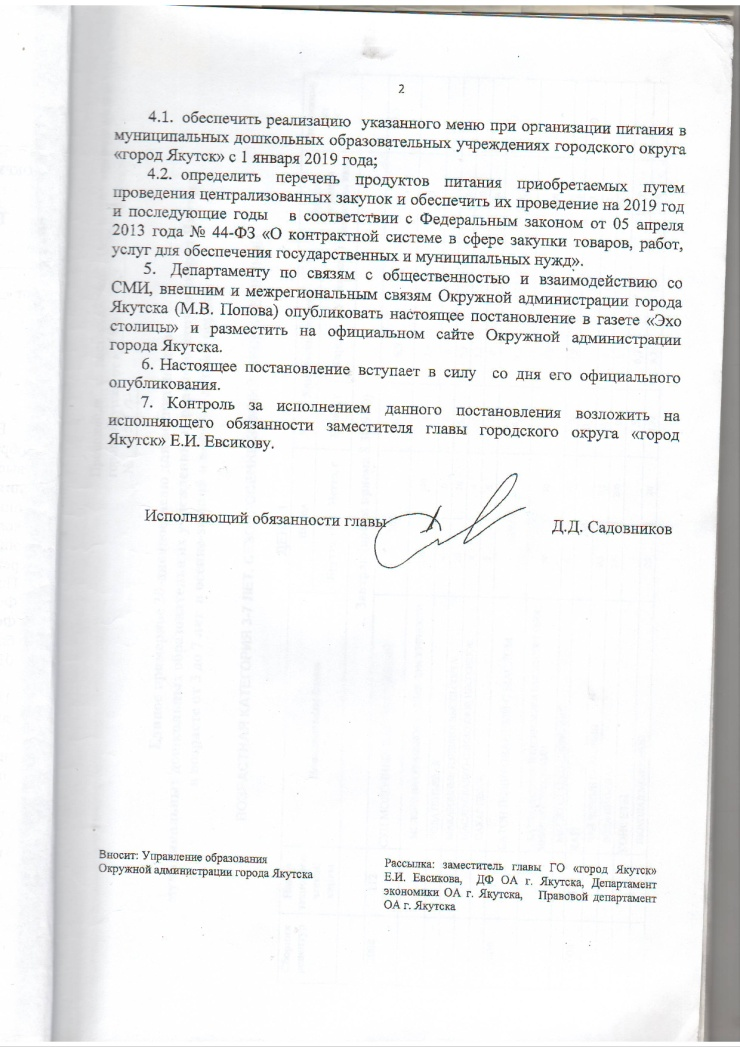 2
4.1. обеспечить реализацию указанного меню при организации питания в
муниципальных дошкольных образовательных учреждениях городского округа
«город Якутск» с 1 января 2019 года;
4.2. определить перечень продуктов питания приобретаемых путем
проведения централизованных закупок и обеспечить их проведение на 2019 год
и последующие годы в соответствии с Федеральным законом от 05 апреля
2013 года № 44-ФЗ «О контрактной системе в сфере закупки товаров, работ,
услуг для обеспечения государственных и муниципальных нужд».
5. Департаменту по связям с общественностью и взаимодействию со
СМИ, внешним и межрегиональным связям Окружной администрации города
Якутска (М.В. Попова) опубликовать настоящее постановление в газете «Эхо
столицы» и разместить на официальном сайте Окружной администрации
города Якутска.
6. Настоящее постановление вступает в силу со дня его официального
опубликования.
7. Контроль за исполнением данного постановления возложить на
исполняющего обязанности заместителя главы городского округа «город
Якутск» Е.И. Евсикову.
Исполняющий обязанности главы
Д.Д. Садовников
Вносит: Управление образования
Окружной администрации города Якутска
Рассылка: заместитель главы ГО «город Якутск»
Е.И. Евсикова, ДФ ОА г. Якутска, Департамент
экономики ОА г. Якутска, Правовой департамент
ОА г. Якутска